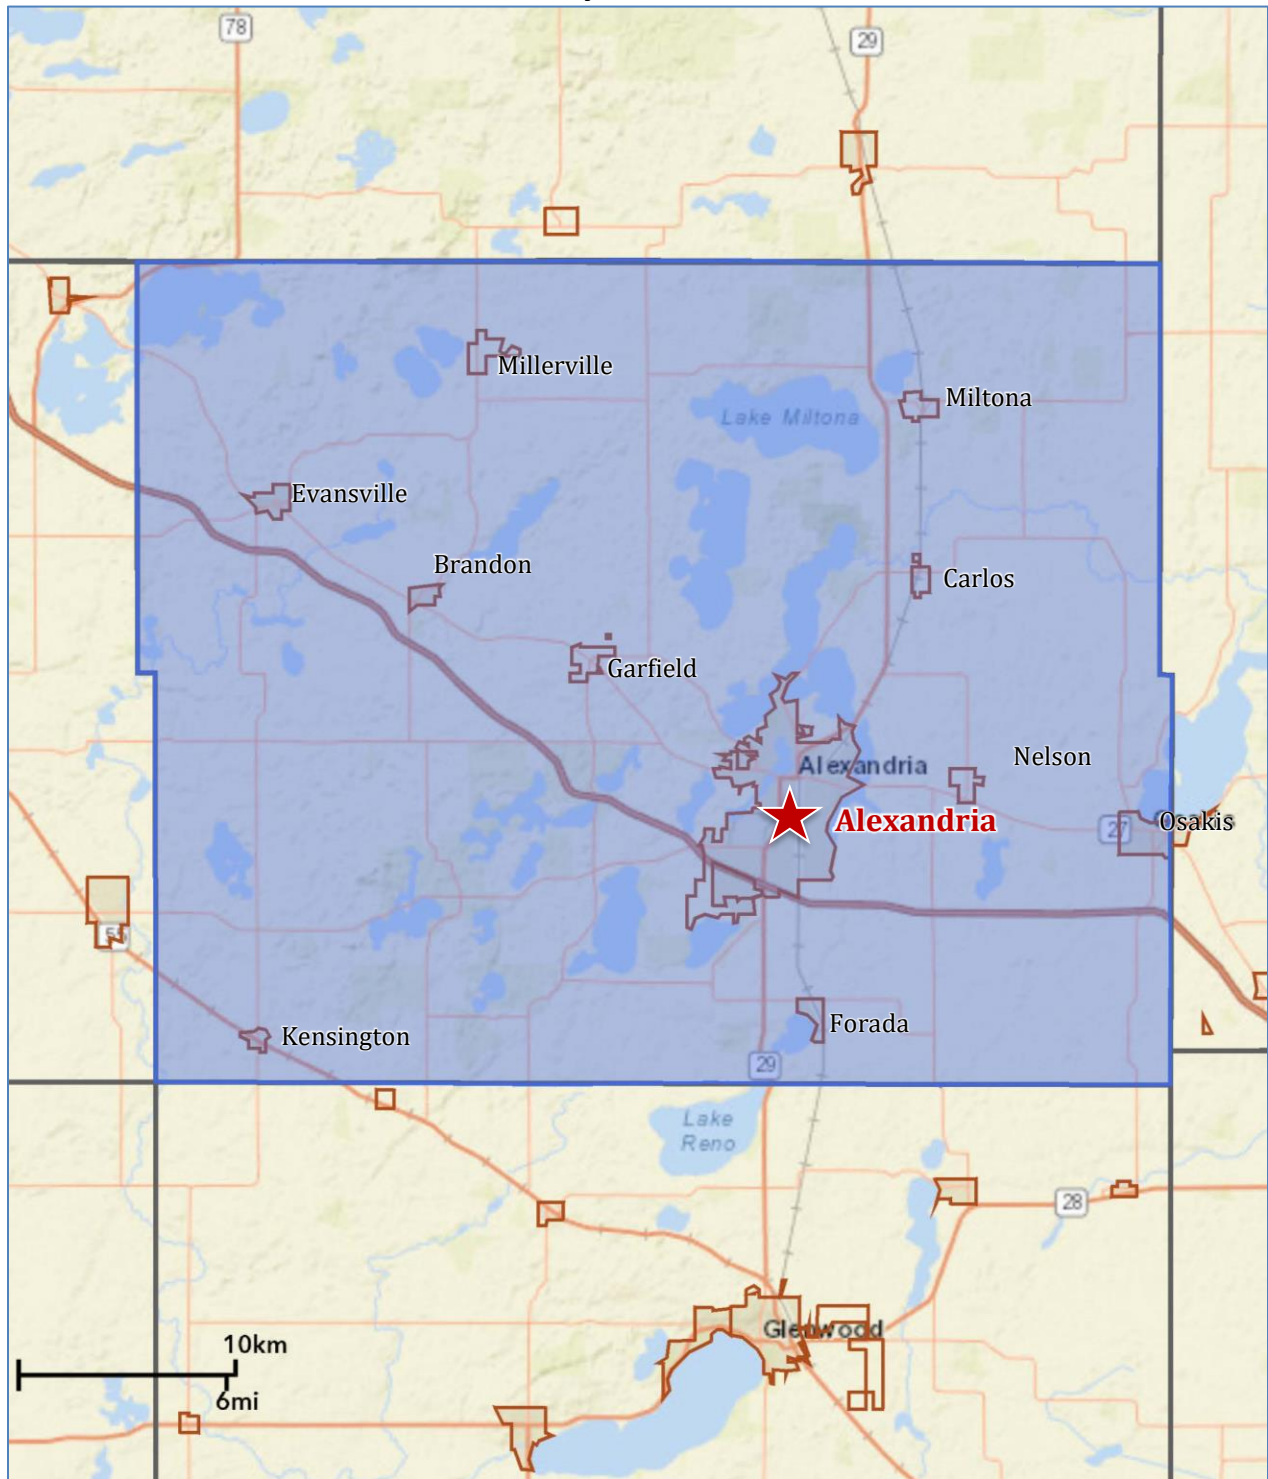 78
29
Millerville
Miltona
Lake Miltona
Evansville
Brandon
Carlos
Garfield
Nelson
Alexandria
Alexandria
27
Osakis
55
Kensington
Forada
29
Lake
Reno
28
Glenwood
10km
6mi